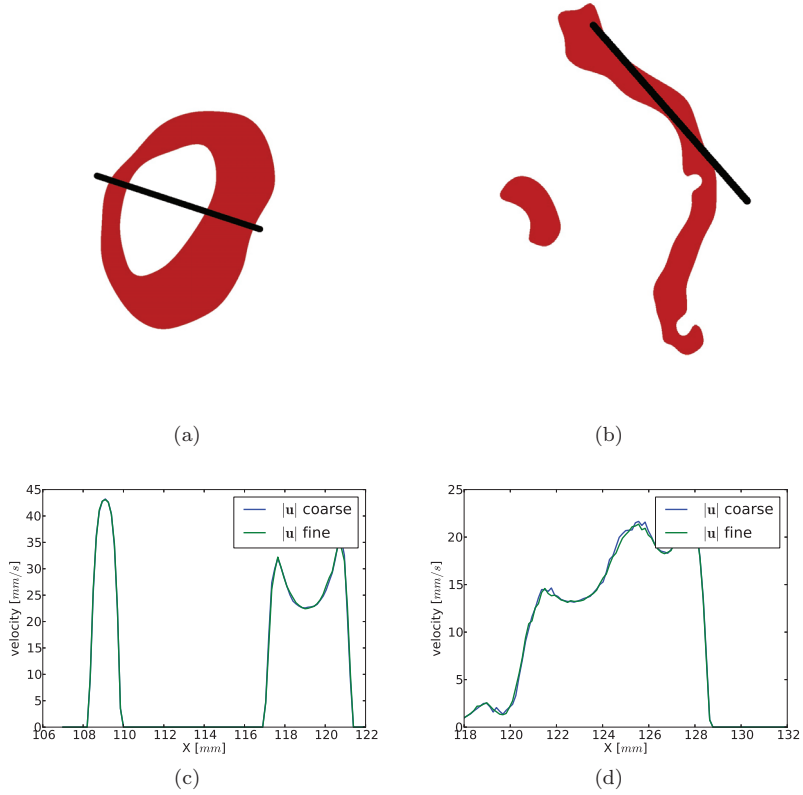 (a)
(b)
45
40
35
30
25
20
15
10
5
0
velocity [mm/s]
|u| coarse
|u| fine
106 108 110 112 114 116 118 120 122
X [mm]
(c)
25
20
15
10
5
0
velocity [mm/s]
|u| coarse
|u| fine
118 120 122 124 126 128 130 132
X [mm]
(d)